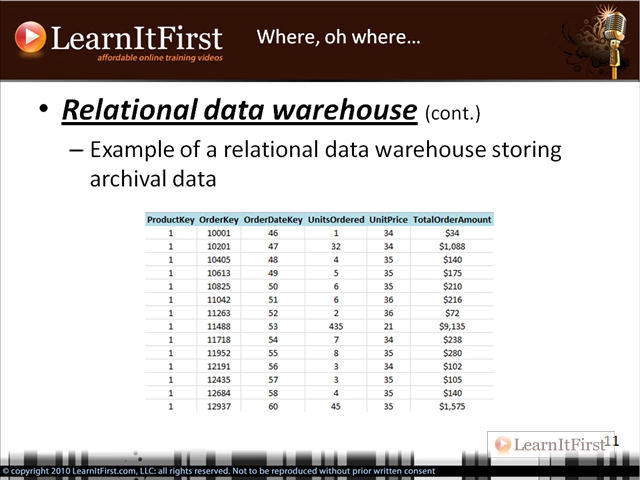 LearnItFirst
affordable online training videos
Where, oh where…
• Relational data warehouse (cont.)
– Example of a relational data warehouse storing
archival data
ProductKey OrderKey OrderDateKey UnitsOrdered UnitPrice TotalOrderAmount
1 10001 46 1 34 $34
1 10201 47 32 34 $1,088
1 10405 48 4 35 $140
1 10613 49 5 35 $175
1 10825 50 6 35 $210
1 11042 51 6 36 $216
1 11263 52 2 36 $72
1 11488 53 435 21 $9,135
1 11718 54 7 34 $238
1 11952 55 8 35 $280
1 12191 56 3 34 $102
1 12435 57 3 35 $105
1 12684 58 4 35 $140
1 12937 60 45 35 $1,575
LearnItFirst
11
© copyright 2010 LearnItFirst.com, LLC: all rights reserved. Not to be reproduced without prior written consent